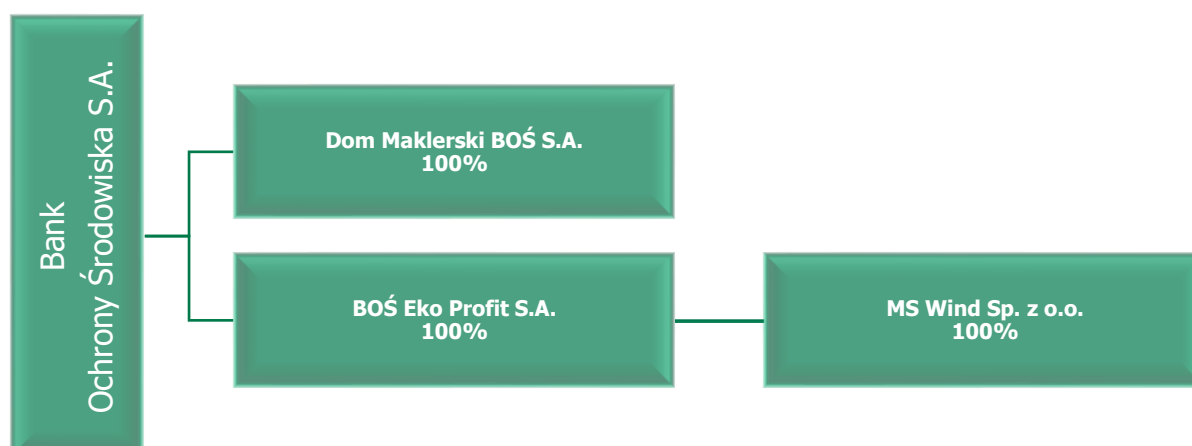 Bank
Ochrony Środowiska S.A.
Dom Maklerski BOŚ S.A.
100%
BOŚ Eko Profit S.A.
100%
MS Wind Sp. z o.o.
100%